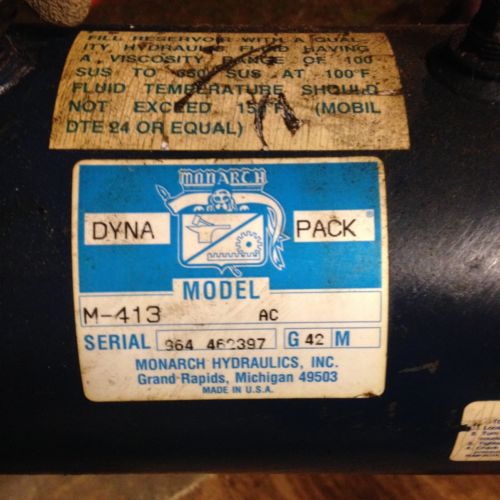 FILL RESERVOIR WITH A QUAL-
ITY, HYDRAULIC FLUID HAVING
A VISCOSITY RANGE OF 100
SUS TO SUS AT 100°F.
FLUID TEMPERATURE SHOULD
NOT EXCEED (MOBIL
DTE 24 OR EQUAL)
MONARCH
DYNA PACK®
MODEL
M-413 AC
SERIAL 462397 G 42 M
MONARCH HYDRAULICS, INC.
Grand Rapids, Michigan 49503
MADE IN U.S.A.